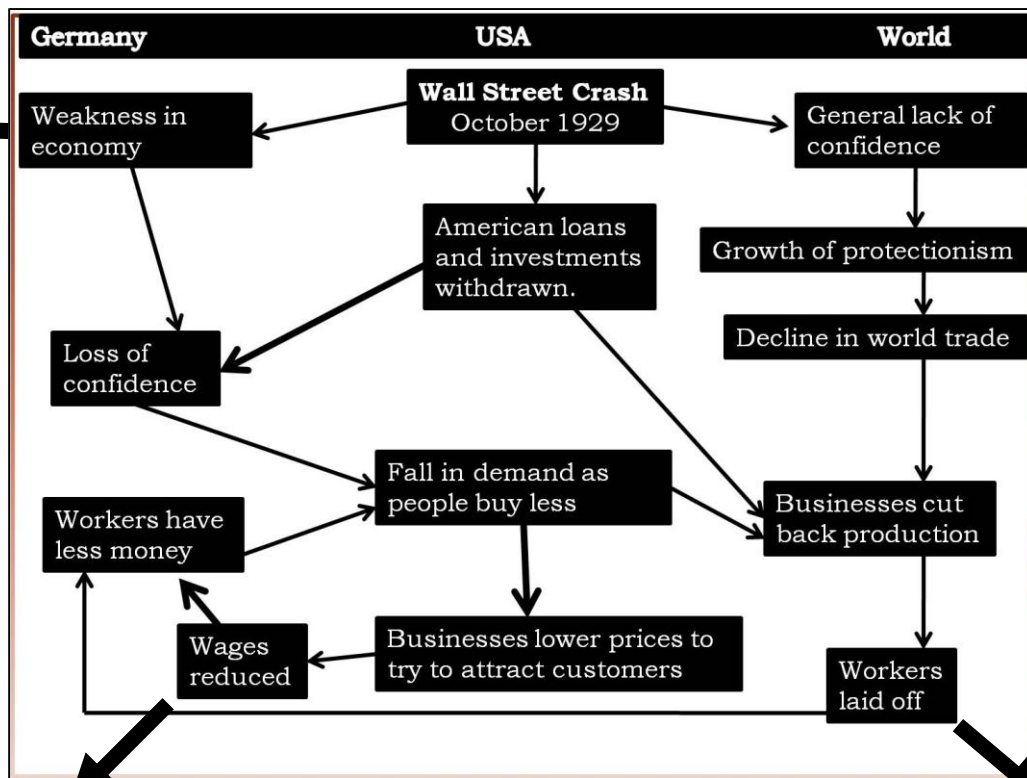 Germany
USA
World
Wall Street Crash
October 1929
Weakness in
economy
General lack of
confidence
American loans
and investments
withdrawn.
Growth of protectionism
Decline in world trade
Loss of
confidence
Fall in demand as
people buy less
Businesses cut
back production
Workers have
less money
Wages
reduced
Businesses lower prices to
try to attract customers
Workers
laid off